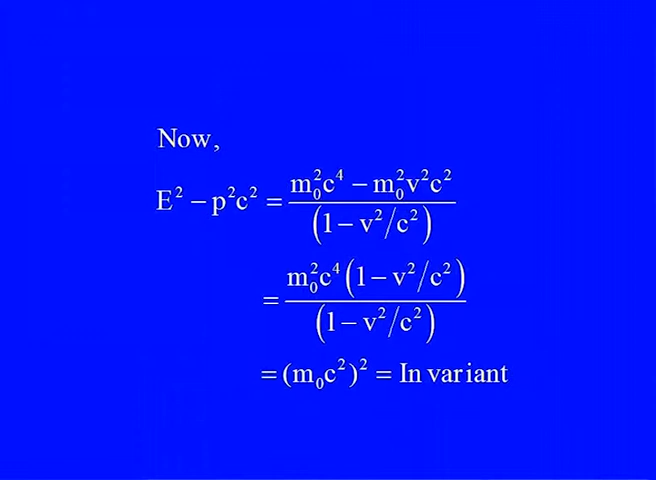 Now,
E² − p²c² = (m₀²c⁴ − m₀²v²c²) / (1 − v²/c²)
= m₀²c⁴(1 − v²/c²) / (1 − v²/c²)
= (m₀c²)² = In variant